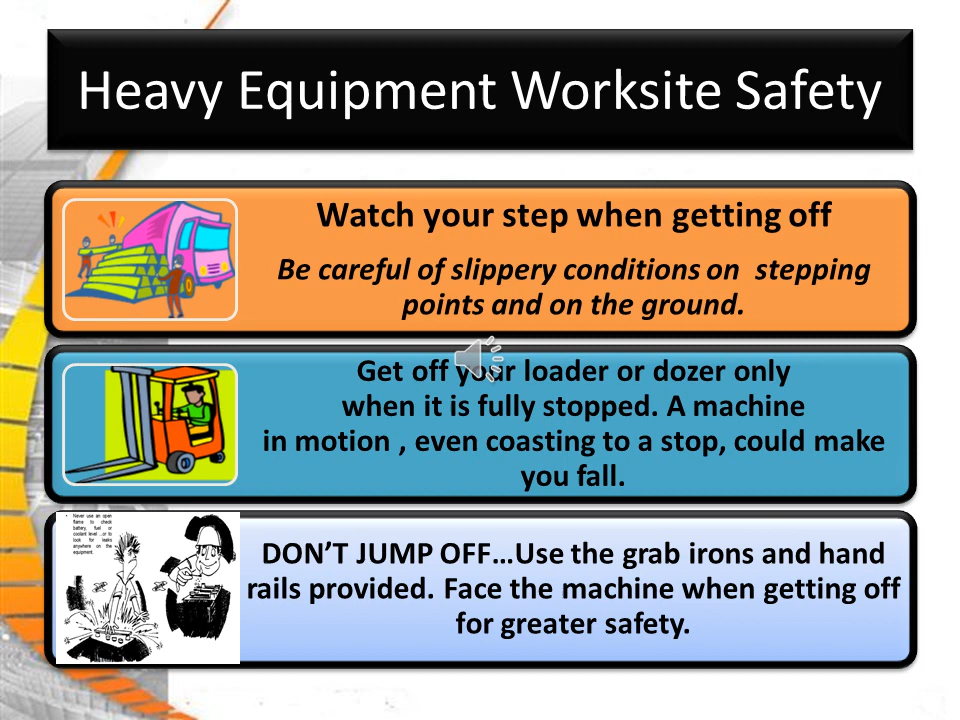 Heavy Equipment Worksite Safety
Watch your step when getting off
Be careful of slippery conditions on  stepping
points and on the ground.
Get off your loader or dozer only
when it is fully stopped. A machine
in motion , even coasting to a stop, could make
you fall.
• Never use an open
flame to check
battery, fuel or
coolant level ..or to
look for leaks
anywhere on the
equipment.
DON’T JUMP OFF…Use the grab irons and hand
rails provided. Face the machine when getting off
for greater safety.